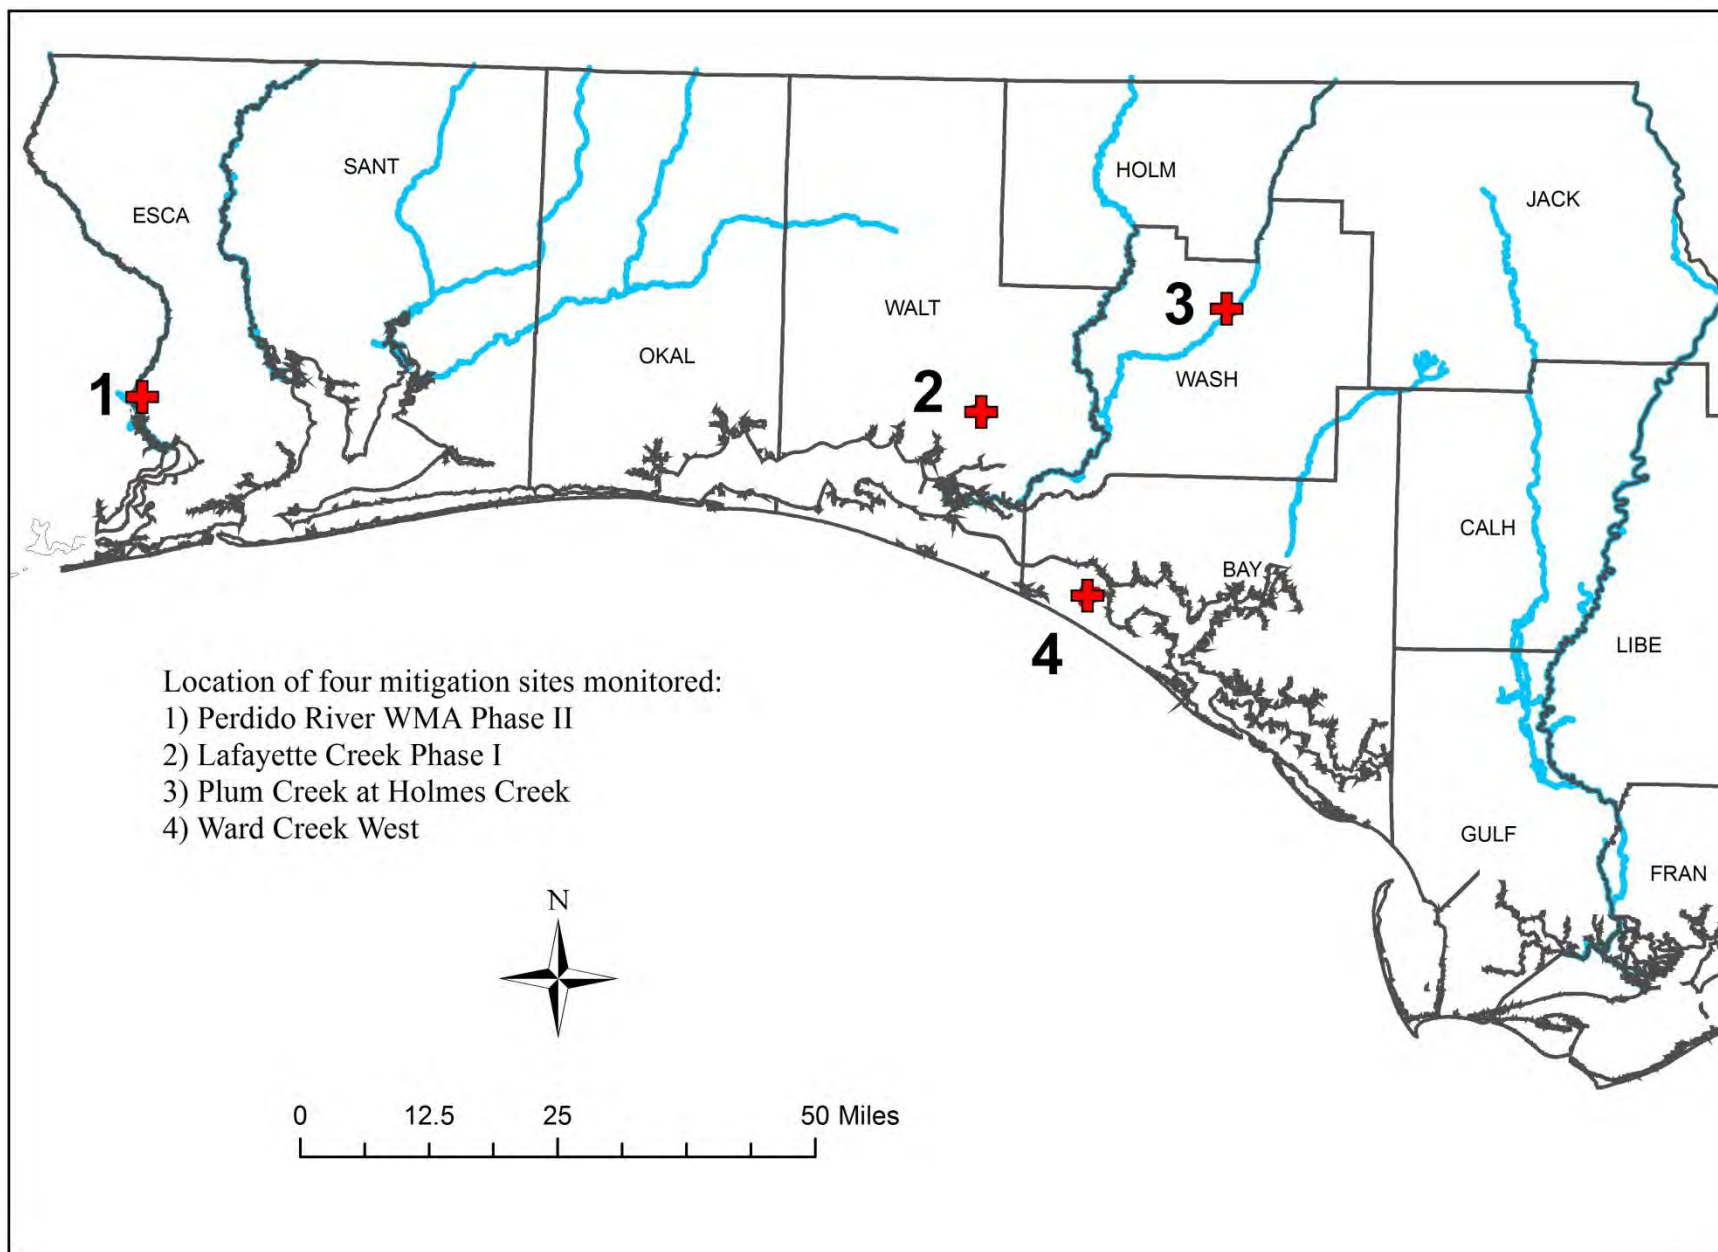 SANT
HOLM
JACK
ESCA
3
WALT
OKAL
WASH
1
2
CALH
BAY
4
LIBE
Location of four mitigation sites monitored:
1) Perdido River WMA Phase II
2) Lafayette Creek Phase I
3) Plum Creek at Holmes Creek
4) Ward Creek West
GULF
FRAN
N
0 12.5 25 50 Miles